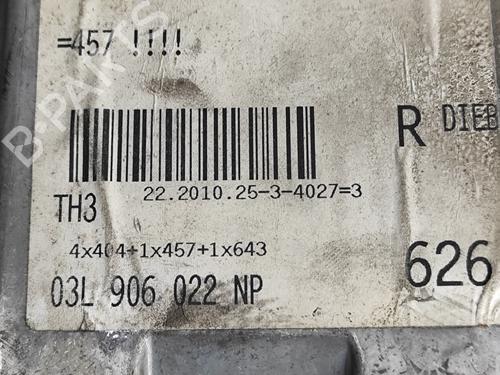 =457 !!!!
R DIEB
22.2010.25-3-4027=3
TH3
4x404+1x457+1x643
626
03L 906 022 NP
B-PARTS